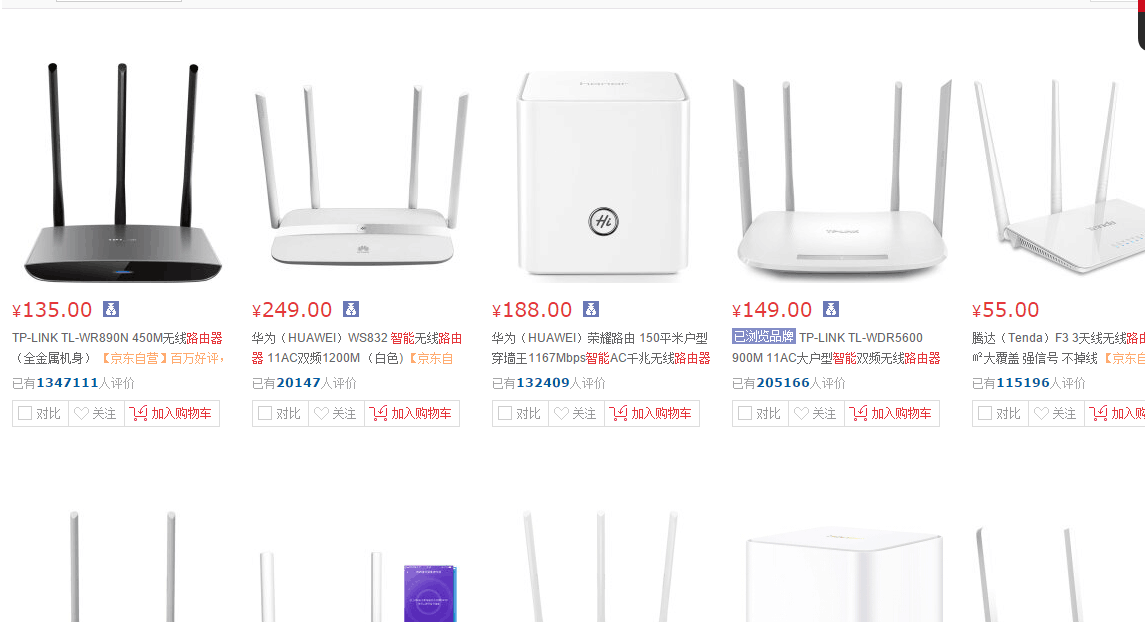 honor
Hi
TP-LINK
Tenda
¥135.00
¥249.00
¥188.00
¥149.00
¥55.00
TP-LINK TL-WR890N 450M无线路由器
（全金属机身）【京东自营】百万好评，
华为（HUAWEI）WS832 智能无线路由
器 11AC双频1200M （白色）【京东自
华为（HUAWEI）荣耀路由 150平米户型
穿墙王1167Mbps智能AC千兆无线路由器
已浏览品牌 TP-LINK TL-WDR5600
900M 11AC大户型智能双频无线路由器
腾达（Tenda）F3 3天线无线路由
㎡大覆盖 强信号 不掉线 【京东自
已有1347111人评价
已有20147人评价
已有132409人评价
已有205166人评价
已有115196人评价
对比 关注 加入购物车
对比 关注 加入购物车
对比 关注 加入购物车
对比 关注 加入购物车
对比 关注 加入购